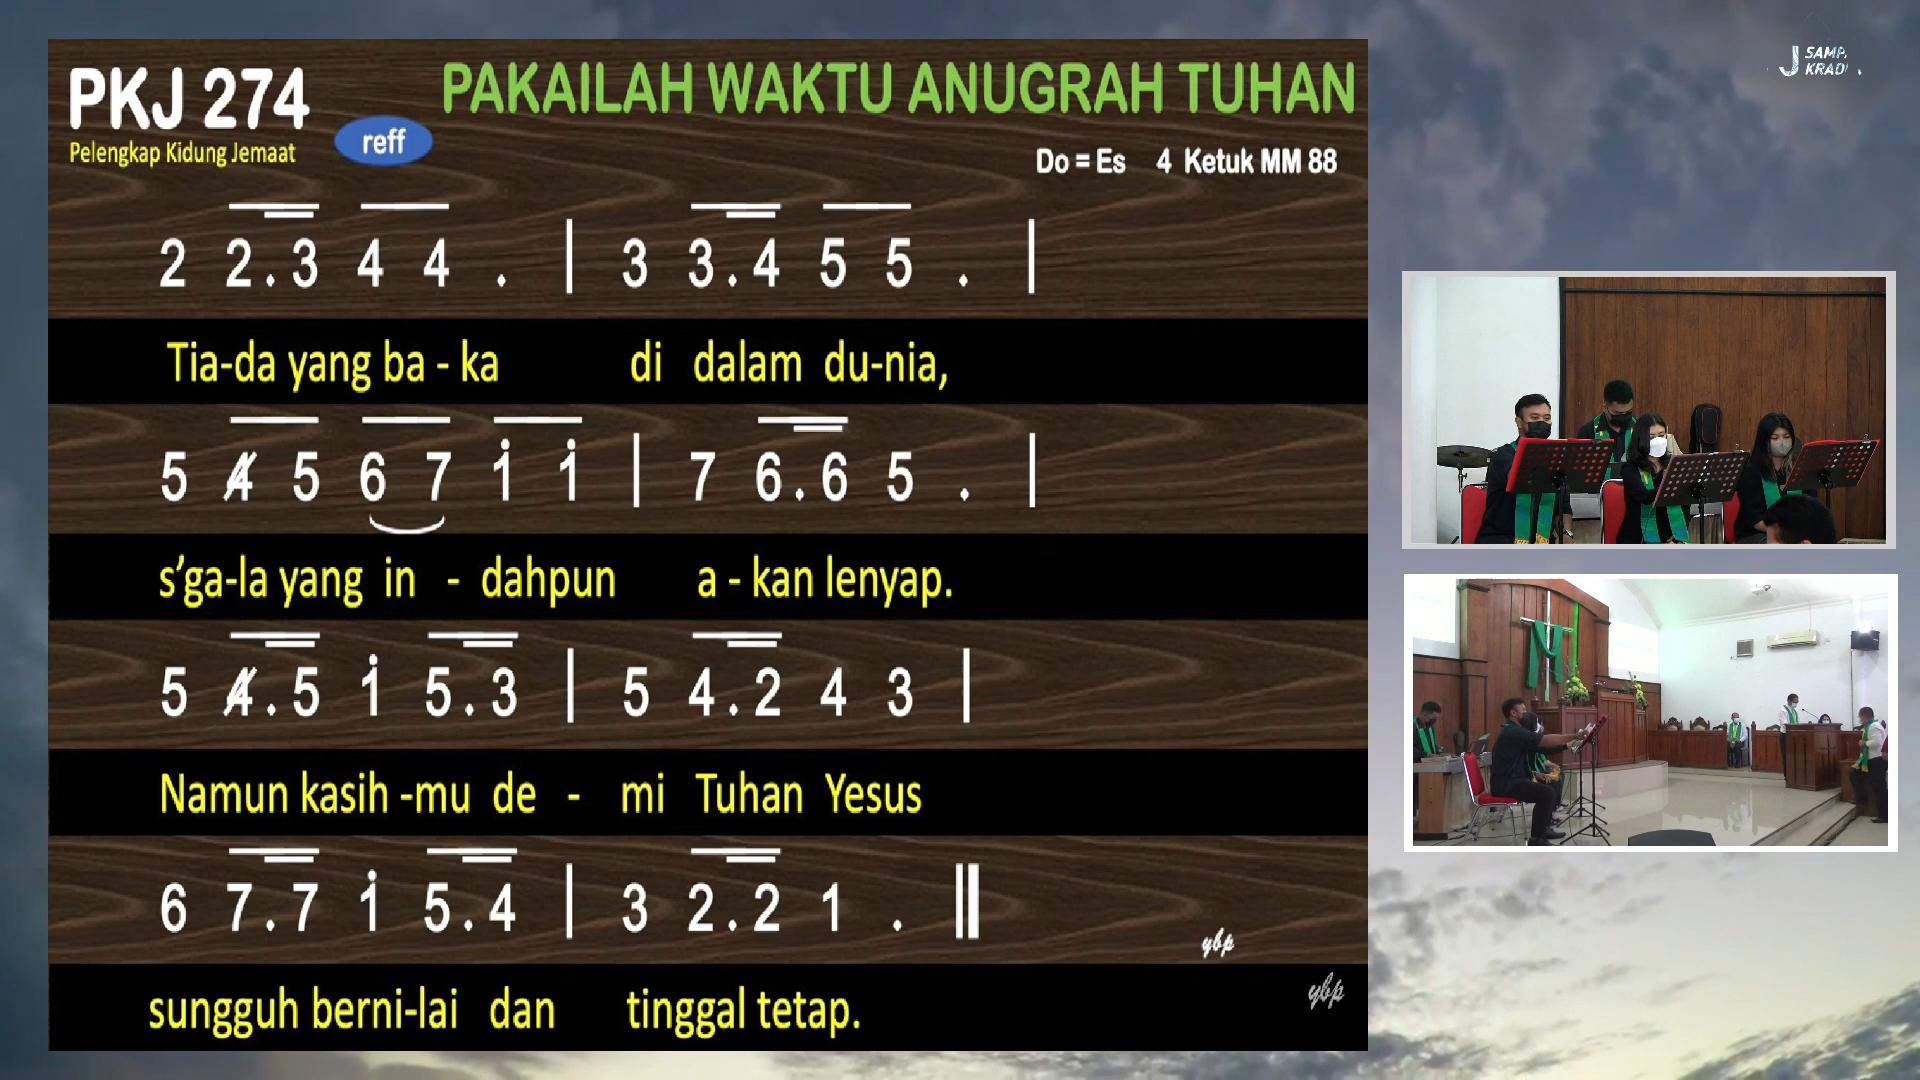 PKJ 274
Pelengkap Kidung Jemaat
reff
PAKAILAH WAKTU ANUGRAH TUHAN
Do = Es 4 Ketuk MM 88
2 2.3 4 4 . | 3 3.4 5 5 . |
Tia-da yang ba - ka di dalam du-nia,
5 4̸ 5 6 7 1̇ 1̇ | 7 6.6 5 . |
s’ga-la yang in - dahpun a - kan lenyap.
5 4̸.5 1̇ 5.3 | 5 4.2 4 3 |
Namun kasih -mu de - mi Tuhan Yesus
6 7.7 1̇ 5.4 | 3 2.2 1 . ||
ybp
sungguh berni-lai dan tinggal tetap.
ybp